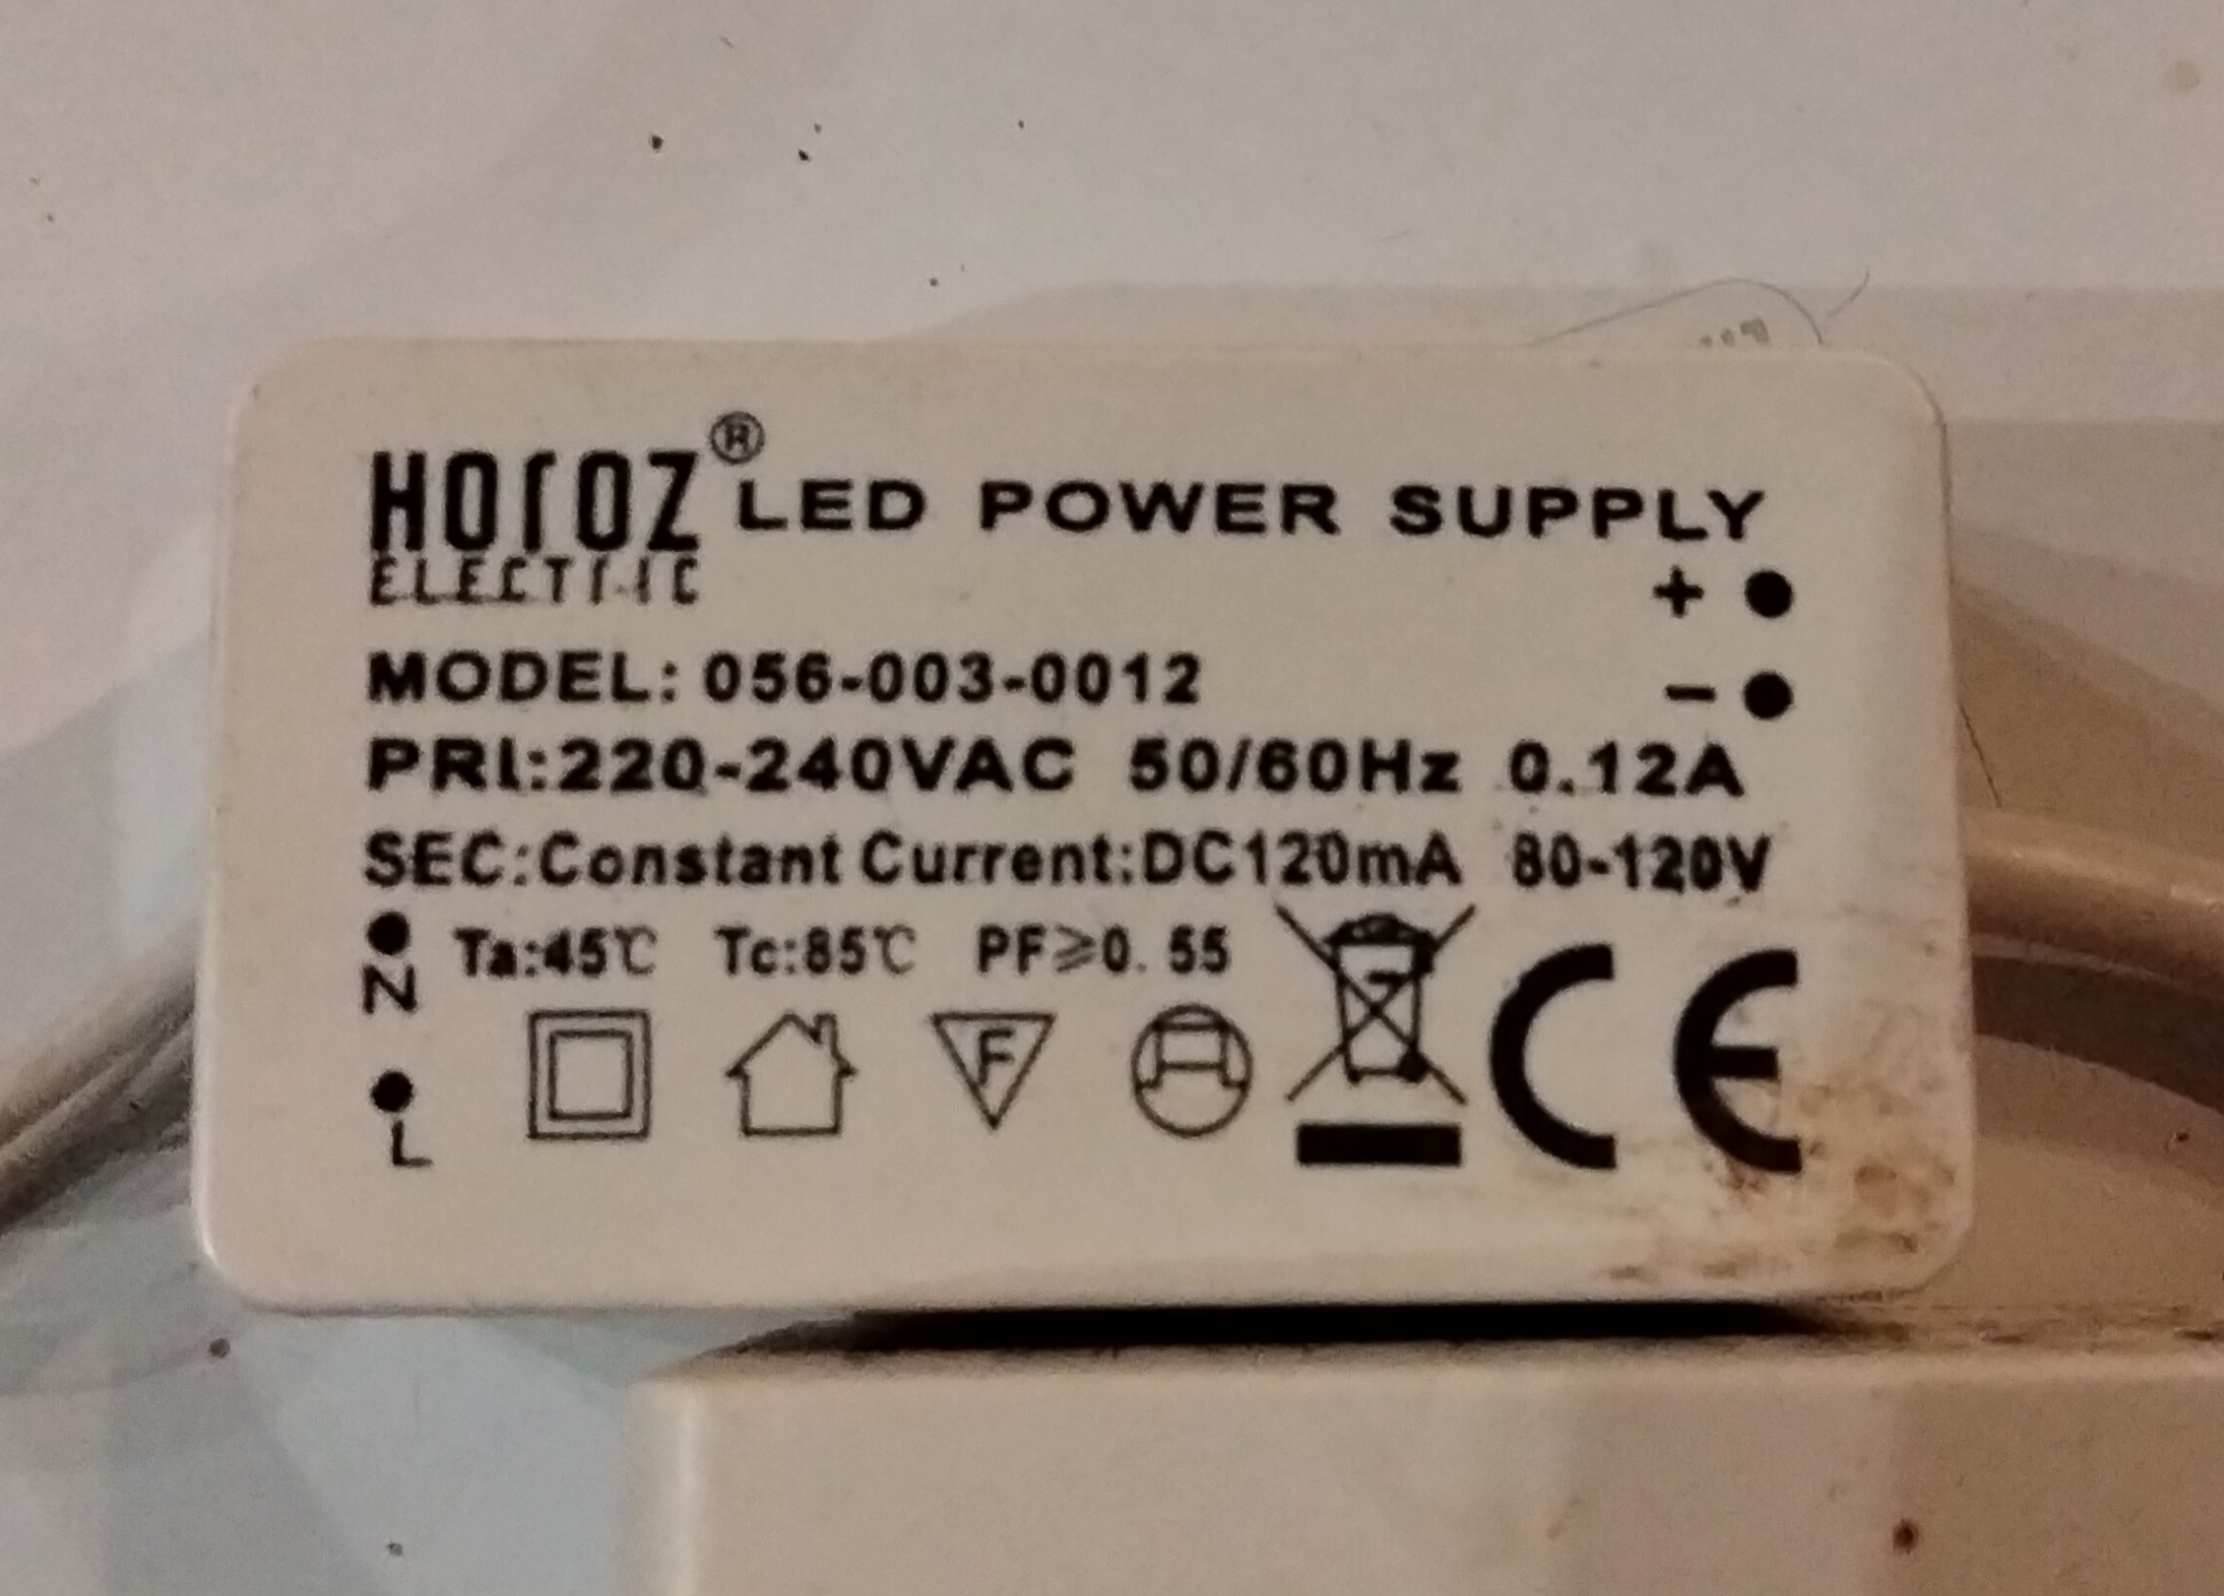 HOrOZ® LED POWER SUPPLY
ELECTrIC
+
MODEL: 056-003-0012
-
PRI:220-240VAC 50/60Hz 0.12A
SEC:Constant Current:DC120mA 80-120V
N Ta:45℃ Tc:85℃ PF⩾0.55
F
CE
L